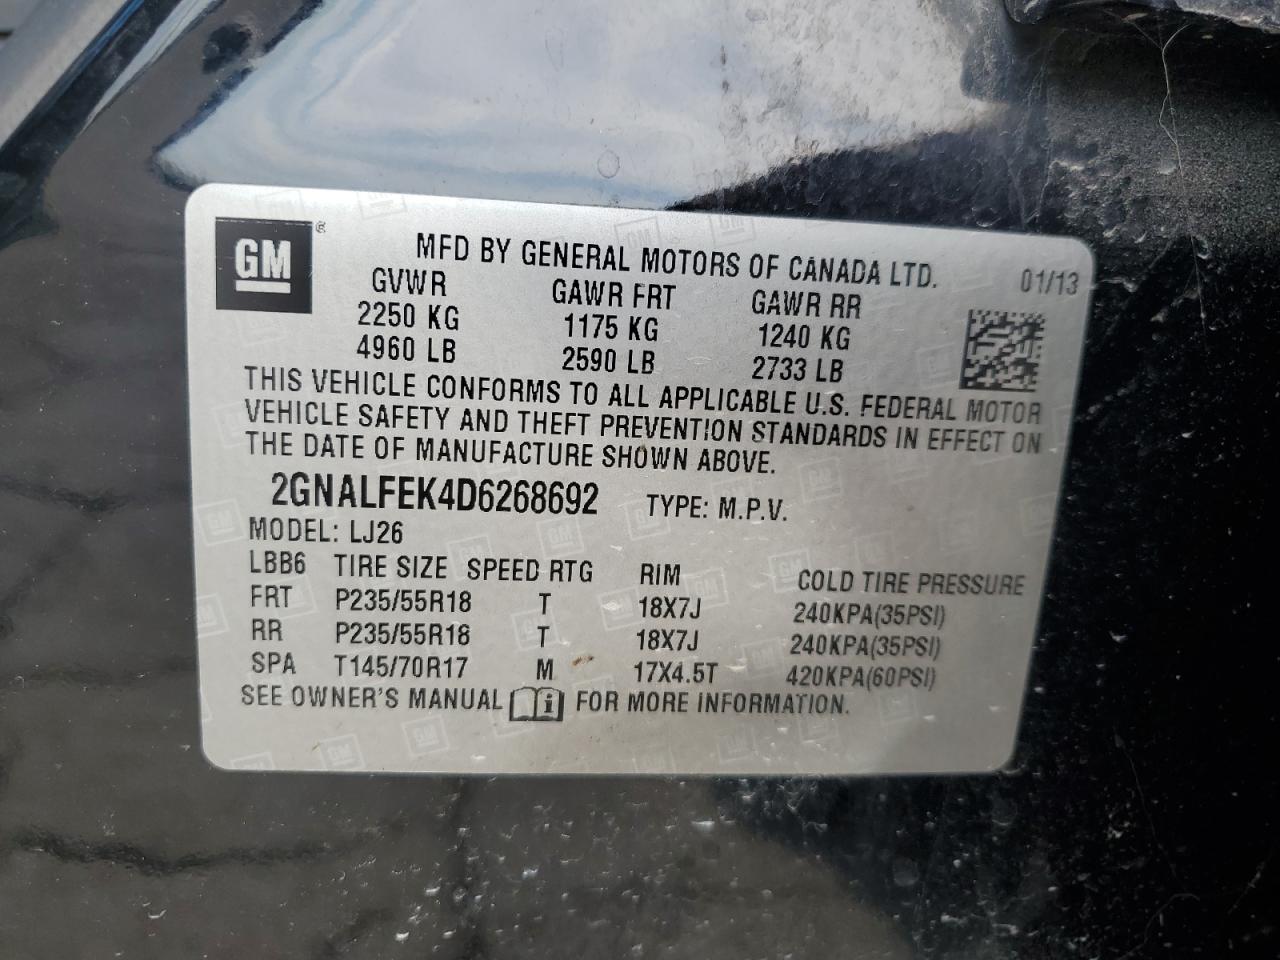 GM ®
MFD BY GENERAL MOTORS OF CANADA LTD. 01/13
GVWR GAWR FRT GAWR RR
2250 KG 1175 KG 1240 KG
4960 LB 2590 LB 2733 LB
THIS VEHICLE CONFORMS TO ALL APPLICABLE U.S. FEDERAL MOTOR
VEHICLE SAFETY AND THEFT PREVENTION STANDARDS IN EFFECT ON
THE DATE OF MANUFACTURE SHOWN ABOVE.
2GNALFEK4D6268692 TYPE: M.P.V.
MODEL: LJ26
LBB6 TIRE SIZE SPEED RTG RIM COLD TIRE PRESSURE
FRT P235/55R18 T 18X7J 240KPA(35PSI)
RR P235/55R18 T 18X7J 240KPA(35PSI)
SPA T145/70R17 M 17X4.5T 420KPA(60PSI)
SEE OWNER'S MANUAL i FOR MORE INFORMATION.